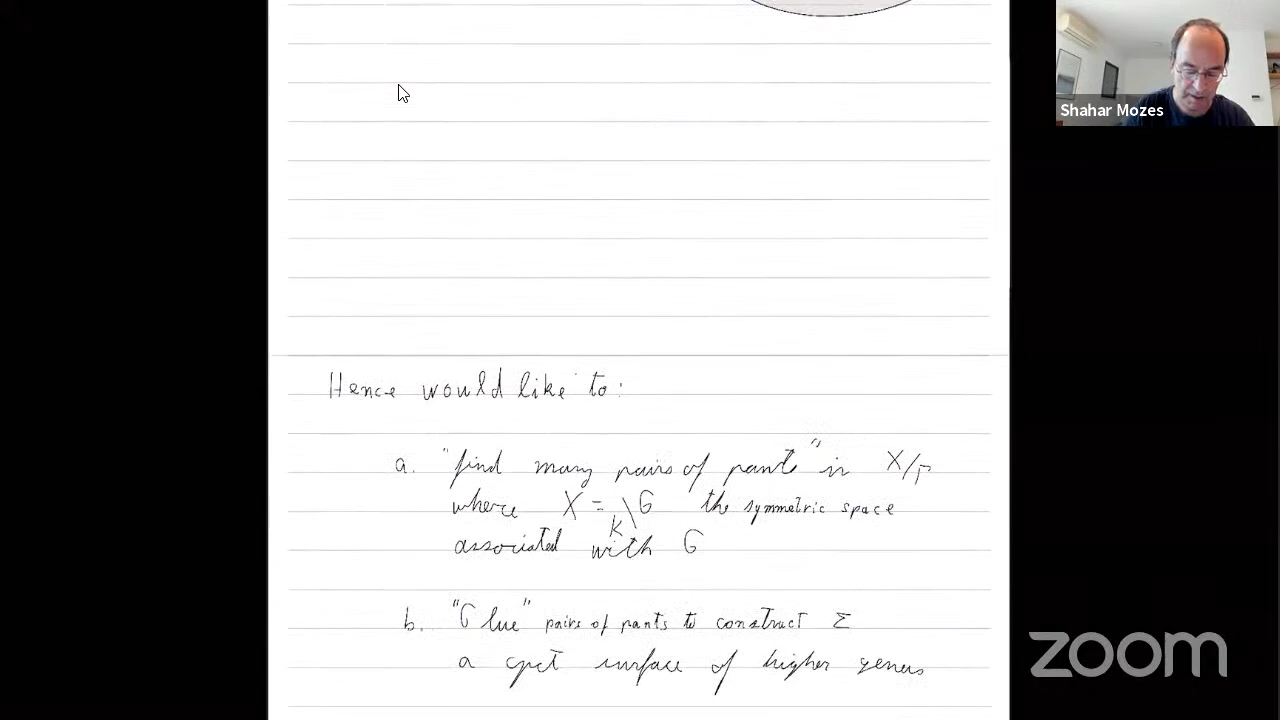 Shahar Mozes
Hence would like to:
a. "find many pairs of pants" in X/Γ
where X = K\G the symmetric space
associated with G
b. "Glue" pairs of pants to construct Σ
a cpct surface of higher genus
zoom